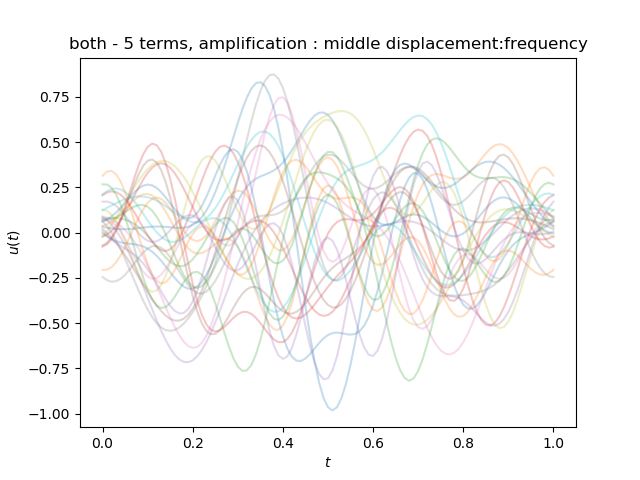 both - 5 terms, amplification : middle displacement:frequency
0.75
0.50
0.25
0.00
−0.25
−0.50
−0.75
−1.00
u(t)
0.0 0.2 0.4 0.6 0.8 1.0
t